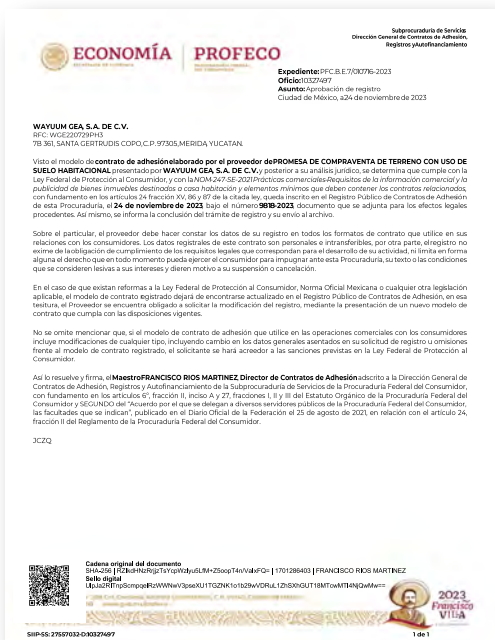 Subprocuraduría de Servicios
Dirección General de Contratos de Adhesión,
Registros yAutofinanciamiento
ECONOMÍA PROFECO
Expediente:PFC.B.E.7/010716-2023
Oficio:10327497
Asunto: Aprobación de registro
Ciudad de México, a24 de noviembre de 2023
WAYUUM GEA, S.A. DE C.V.
RFC: WGE220729PH3
7B 361, SANTA GERTRUDIS COPO,C.P. 97305,MERIDA, YUCATAN.
Visto el modelo de contrato de adhesión elaborado por el proveedor de PROMESA DE COMPRAVENTA DE TERRENO CON USO DE
SUELO HABITACIONAL presentado por WAYUUM GEA, S.A. DE C.V. y posterior a su análisis jurídico, se determina que cumple con la
Ley Federal de Protección al Consumidor, y con la NOM-247-SE-2021Prácticas comerciales-Requisitos de la información comercial y la
publicidad de bienes inmuebles destinados a casa habitación y elementos mínimos que deben contener los contratos relacionados,
con fundamento en los artículos 24 fracción XV, 86 y 87 de la citada ley, queda inscrito en el Registro Público de Contratos de Adhesión
de esta Procuraduría, el 24 de noviembre de 2023, bajo el número 9818-2023, documento que se adjunta para los efectos legales
procedentes. Así mismo, se informa la conclusión del trámite de registro y su envío al archivo.
Sobre el particular, el proveedor debe hacer constar los datos de su registro en todos los formatos de contrato que utilice en sus
relaciones con los consumidores. Los datos registrales de este contrato son personales e intransferibles, por otra parte, el registro no
exime de la obligación de cumplimiento de los requisitos legales que correspondan para el desarrollo de su actividad, ni limita en forma
alguna el derecho que en todo momento pueda ejercer el consumidor para impugnar ante esta Procuraduría, su texto o las condiciones
que se consideren lesivas a sus intereses y dieren motivo a su suspensión o cancelación.
En el caso de que existan reformas a la Ley Federal de Protección al Consumidor, Norma Oficial Mexicana o cualquier otra legislación
aplicable, el modelo de contrato registrado dejará de encontrarse actualizado en el Registro Público de Contratos de Adhesión, en esa
tesitura, el Proveedor se encuentra obligado a solicitar la modificación del registro, mediante la presentación de un nuevo modelo de
contrato que cumpla con las disposiciones vigentes.
No se omite mencionar que, si el modelo de contrato de adhesión que utilice en las operaciones comerciales con los consumidores
incluye modificaciones de cualquier tipo, incluyendo cambio en los datos generales asentados en su solicitud de registro u omisiones
frente al modelo de contrato registrado, el solicitante se hará acreedor a las sanciones previstas en la Ley Federal de Protección al
Consumidor.
Así lo resuelve y firma, el Maestro FRANCISCO RIOS MARTINEZ, Director de Contratos de Adhesión adscrito a la Dirección General de
Contratos de Adhesión, Registros y Autofinanciamiento de la Subprocuraduría de Servicios de la Procuraduría Federal del Consumidor,
con fundamento en los artículos 6°, fracción II, inciso A y 27, fracciones I, II y III del Estatuto Orgánico de la Procuraduría Federal del
Consumidor y SEGUNDO del "Acuerdo por el que se delegan a diversos servidores públicos de la Procuraduría Federal del Consumidor,
las facultades que se indican", publicado en el Diario Oficial de la Federación el 25 de agosto de 2021, en relación con el artículo 24,
fracción II del Reglamento de la Procuraduría Federal del Consumidor.
JCZQ
Cadena original del documento
SHA-256 | RZIkdHNzRrjzTsYcpWzlyu5LfM+Z5oopT4n/ValxFQ= | 1701286403 | FRANCISCO RIOS MARTINEZ
Sello digital
UlpJa2RITnpScmpqelRzWWNwV3pseXU1TGZNK1o1b29wVDRuL1ZhSXhGUT18MTcwMTI4NjQwMw==
2023
Francisco
VILLA
SIIP-SS: 27557032-D:10327497
1 de 1